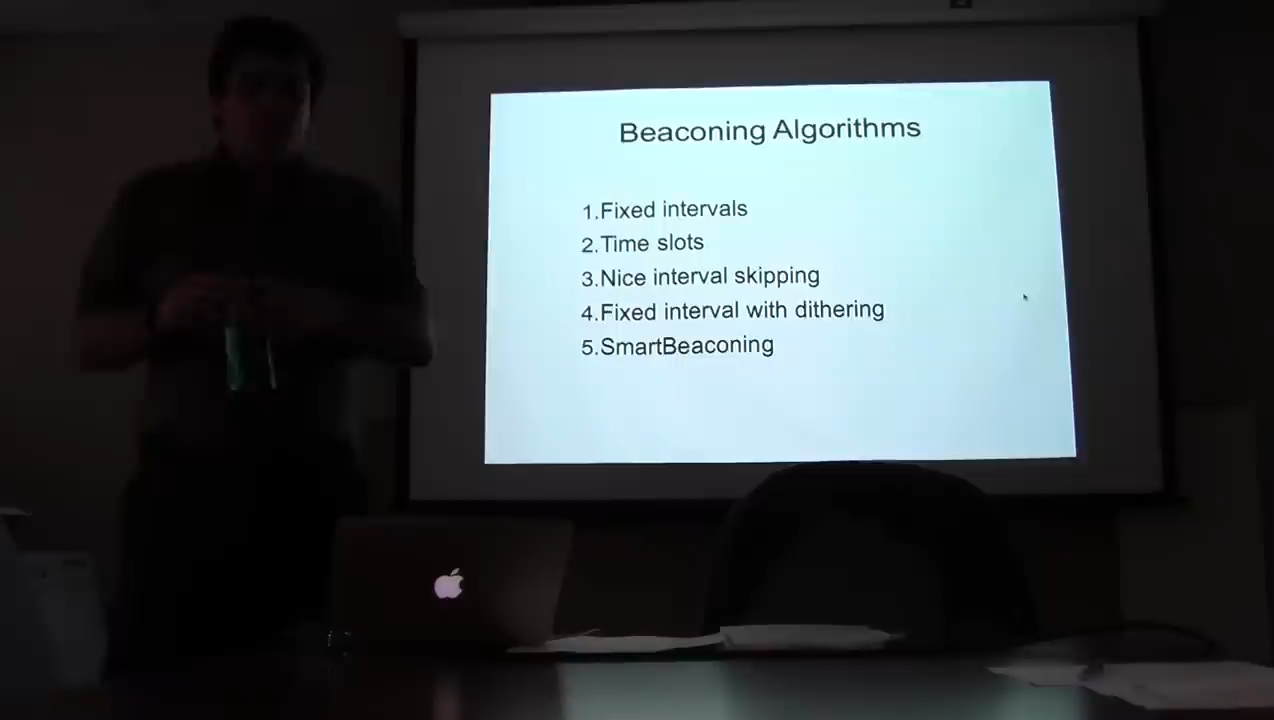 Beaconing Algorithms
1.Fixed intervals
2.Time slots
3.Nice interval skipping
4.Fixed interval with dithering
5.SmartBeaconing